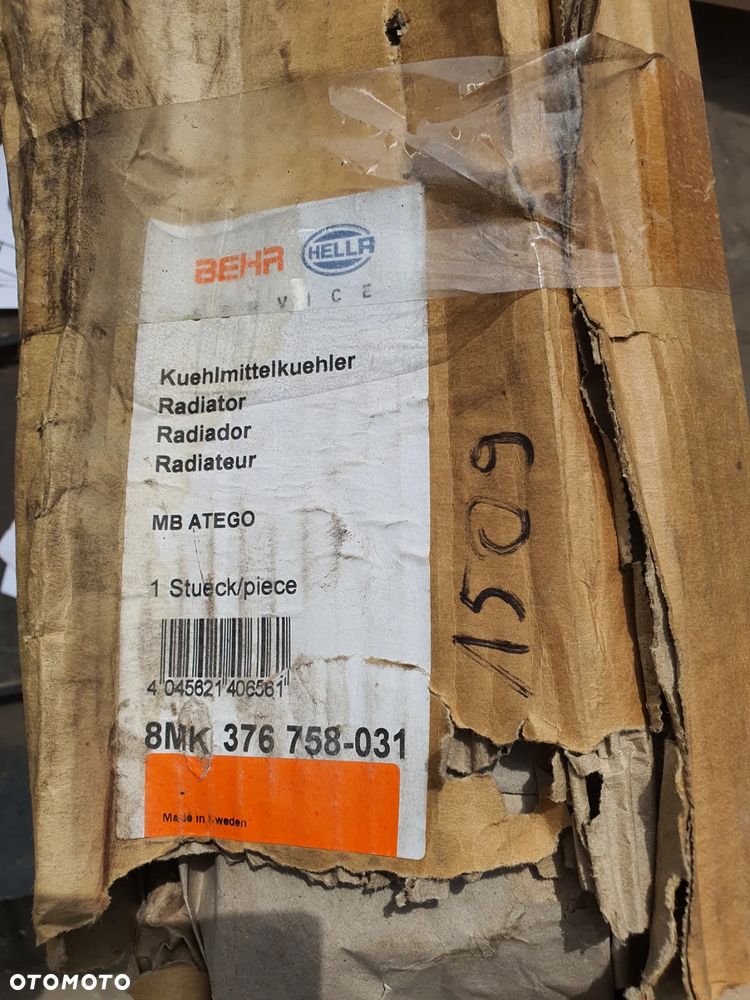 BEHR HELLA
SERVICE
Kuehlmittelkuehler
Radiator
Radiador
Radiateur
MB ATEGO
1 Stueck/piece
4 045621 406561
8MK 376 758-031
Made in Sweden
1509
OTOMOTO